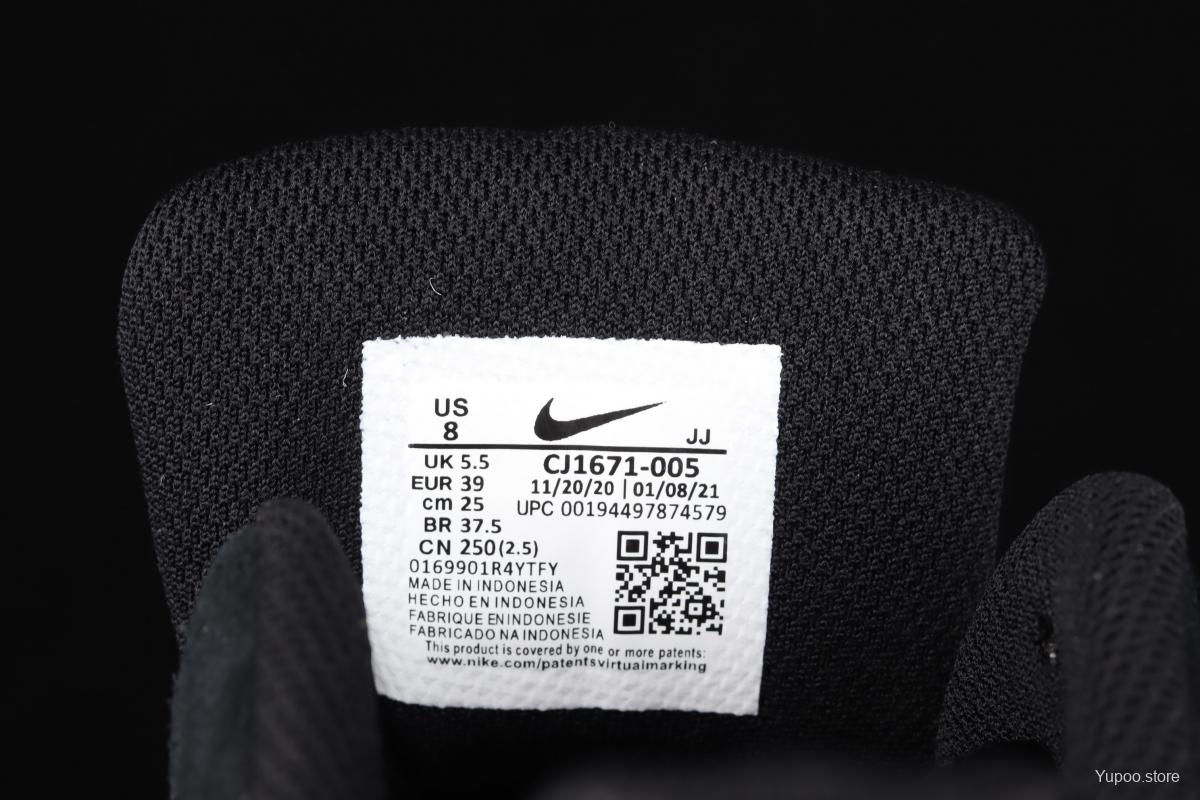 US
8
JJ
UK 5.5
EUR 39
cm 25
BR 37.5
CN 250(2.5)
CJ1671-005
11/20/20 | 01/08/21
UPC 00194497874579
0169901R4YTFY
MADE IN INDONESIA
HECHO EN INDONESIA
FABRIQUE EN INDONESIE
FABRICADO NA INDONESIA
This product is covered by one or more patents:
www.nike.com/patentsvirtualmarking
Yupoo.store